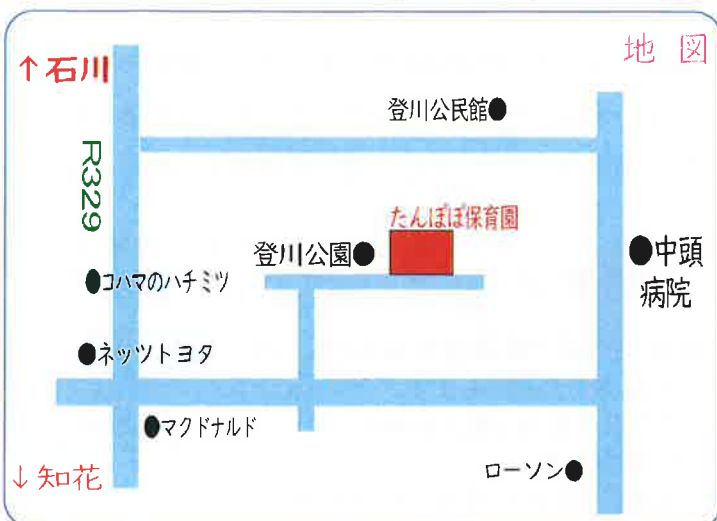 地図
↑石川
登川公民館
R329
たんぽぽ保育園
登川公園
中頭
病院
コハマのハチミツ
ネッツトヨタ
マクドナルド
ローソン
↓知花